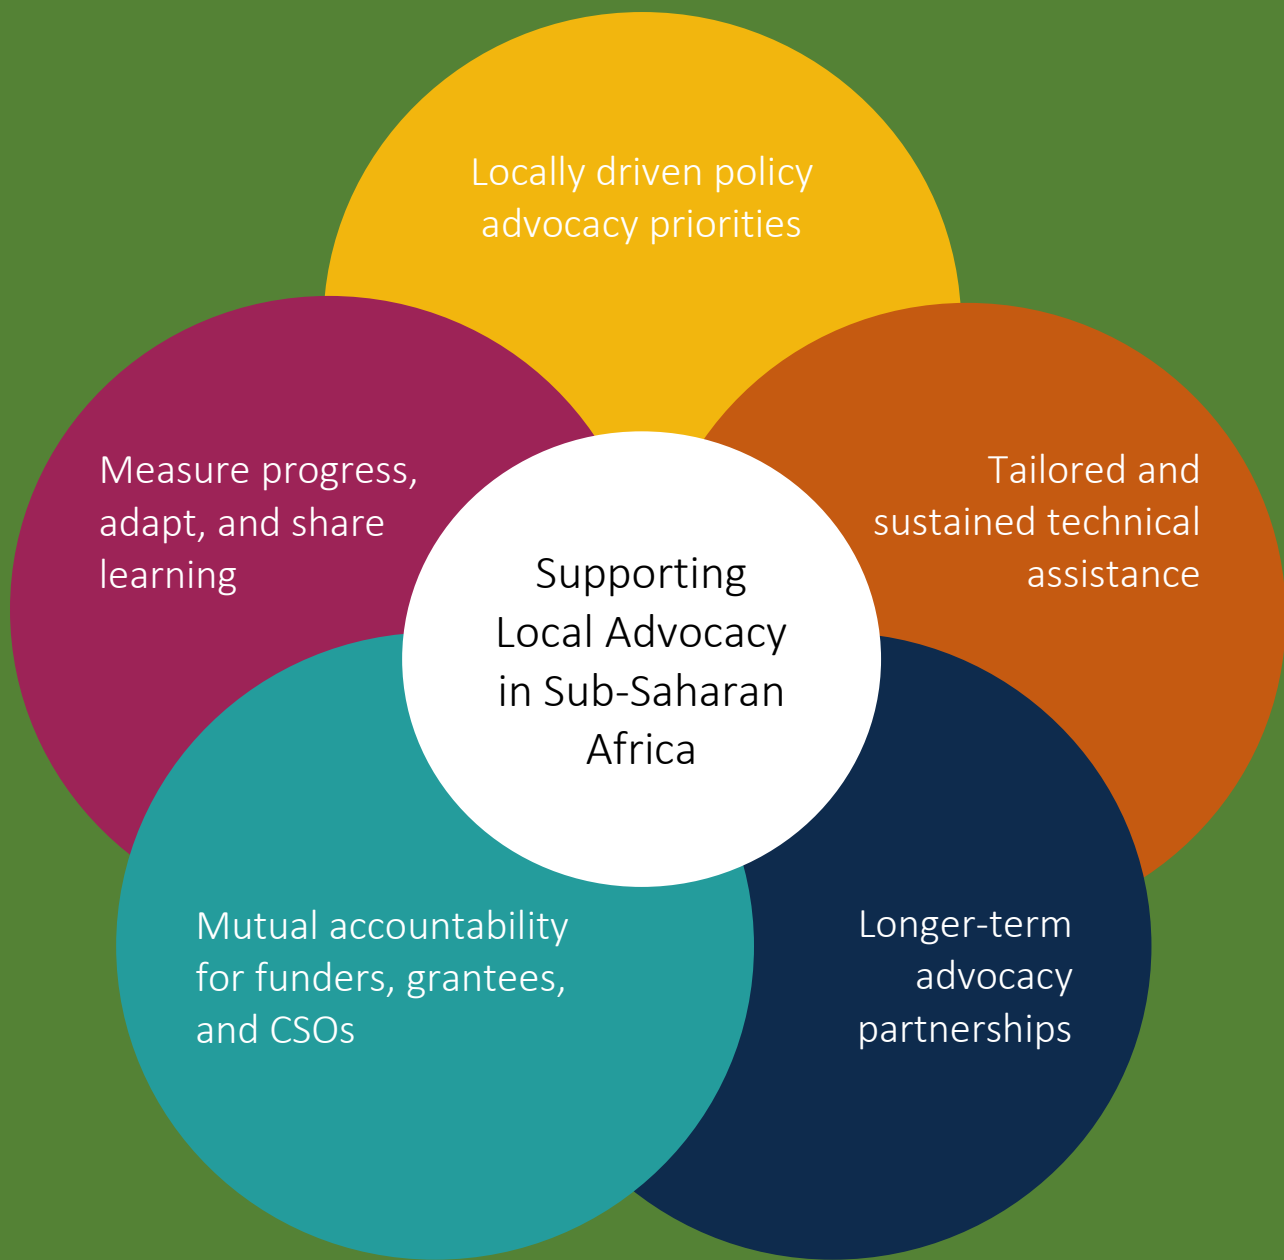 Locally driven policy
advocacy priorities
Tailored and
sustained technical
assistance
Longer-term
advocacy
partnerships
Mutual accountability
for funders, grantees,
and CSOs
Measure progress,
adapt, and share
learning
Supporting
Local Advocacy
in Sub-Saharan
Africa